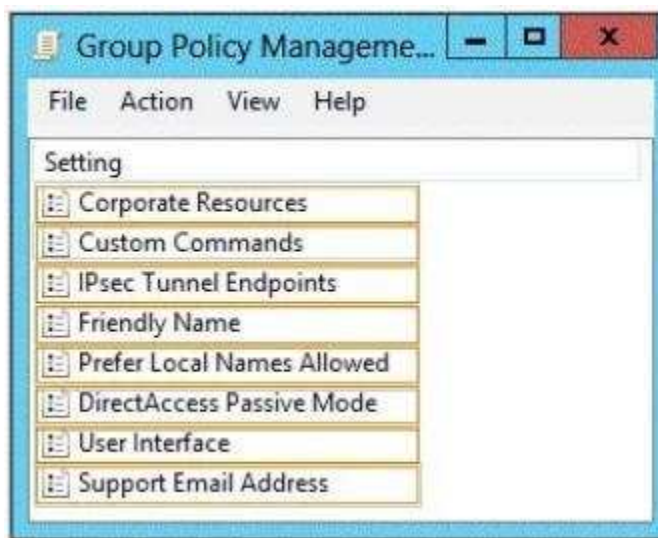 Group Policy Manageme...
File Action View Help
Setting
Corporate Resources
Custom Commands
IPsec Tunnel Endpoints
Friendly Name
Prefer Local Names Allowed
DirectAccess Passive Mode
User Interface
Support Email Address